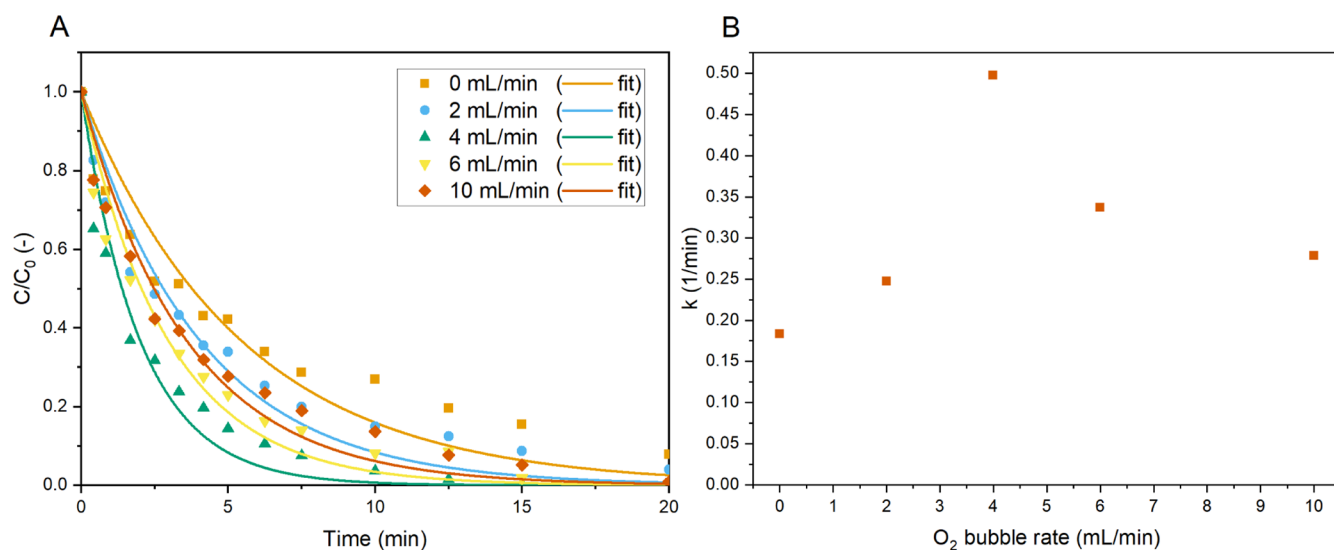 A
C/C₀ (-)
1.0
0.8
0.6
0.4
0.2
0.0
0
5
10
15
20
Time (min)
0 mL/min (— fit)
2 mL/min (— fit)
4 mL/min (— fit)
6 mL/min (— fit)
10 mL/min (— fit)
B
k (1/min)
0.50
0.45
0.40
0.35
0.30
0.25
0.20
0.15
0.10
0.05
0.00
0 1 2 3 4 5 6 7 8 9 10
O₂ bubble rate (mL/min)